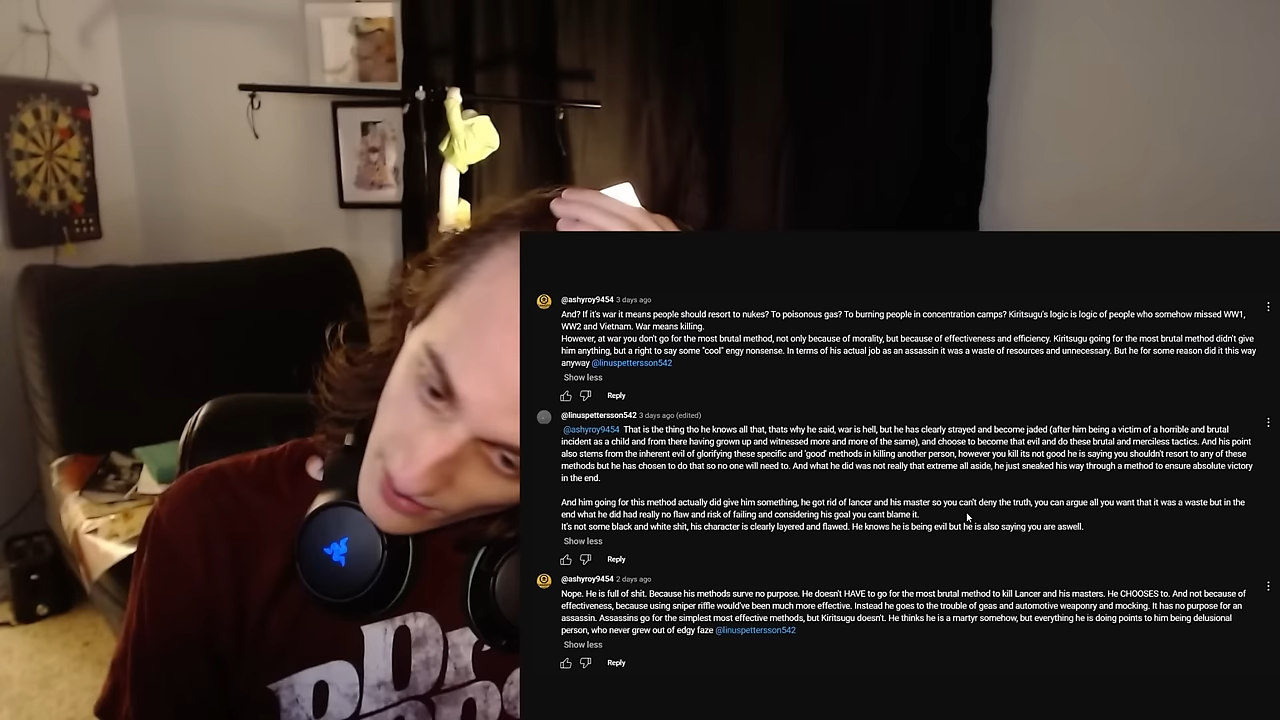 @ashyroy9454 3 days ago
And? If it's war it means people should resort to nukes? To poisonous gas? To burning people in concentration camps? Kiritsugu's logic is logic of people who somehow missed WW1,
WW2 and Vietnam. War means killing.
However, at war you don't go for the most brutal method, not only because of morality, but because of effectiveness and efficiency. Kiritsugu going for the most brutal method didn't give
him anything, but a right to say some "cool" engy nonsense. In terms of his actual job as an assassin it was a waste of resources and unnecessary. But he for some reason did it this way
anyway @linuspettersson542
Show less
Reply
@linuspettersson542 3 days ago (edited)
@ashyroy9454 That is the thing tho he knows all that, thats why he said, war is hell, but he has clearly strayed and become jaded (after him being a victim of a horrible and brutal
incident as a child and from there having grown up and witnessed more and more of the same), and choose to become that evil and do these brutal and merciless tactics. And his point
also stems from the inherent evil of glorifying these specific and 'good' methods in killing another person, however you kill its not good he is saying you shouldn't resort to any of these
methods but he has chosen to do that so no one will need to. And what he did was not really that extreme all aside, he just sneaked his way through a method to ensure absolute victory
in the end.
And him going for this method actually did give him something, he got rid of lancer and his master so you can't deny the truth, you can argue all you want that it was a waste but in the
end what he did had really no flaw and risk of failing and considering his goal you cant blame it.
It's not some black and white shit, his character is clearly layered and flawed. He knows he is being evil but he is also saying you are aswell.
Show less
Reply
@ashyroy9454 2 days ago
Nope. He is full of shit. Because his methods surve no purpose. He doesn't HAVE to go for the most brutal method to kill Lancer and his masters. He CHOOSES to. And not because of
effectiveness, because using sniper riffle would've been much more effective. Instead he goes to the trouble of geas and automotive weaponry and mocking. It has no purpose for an
assassin. Assassins go for the simplest most effective methods, but Kiritsugu doesn't. He thinks he is a martyr somehow, but everything he is doing points to him being delusional
person, who never grew out of edgy faze @linuspettersson542
Show less
Reply